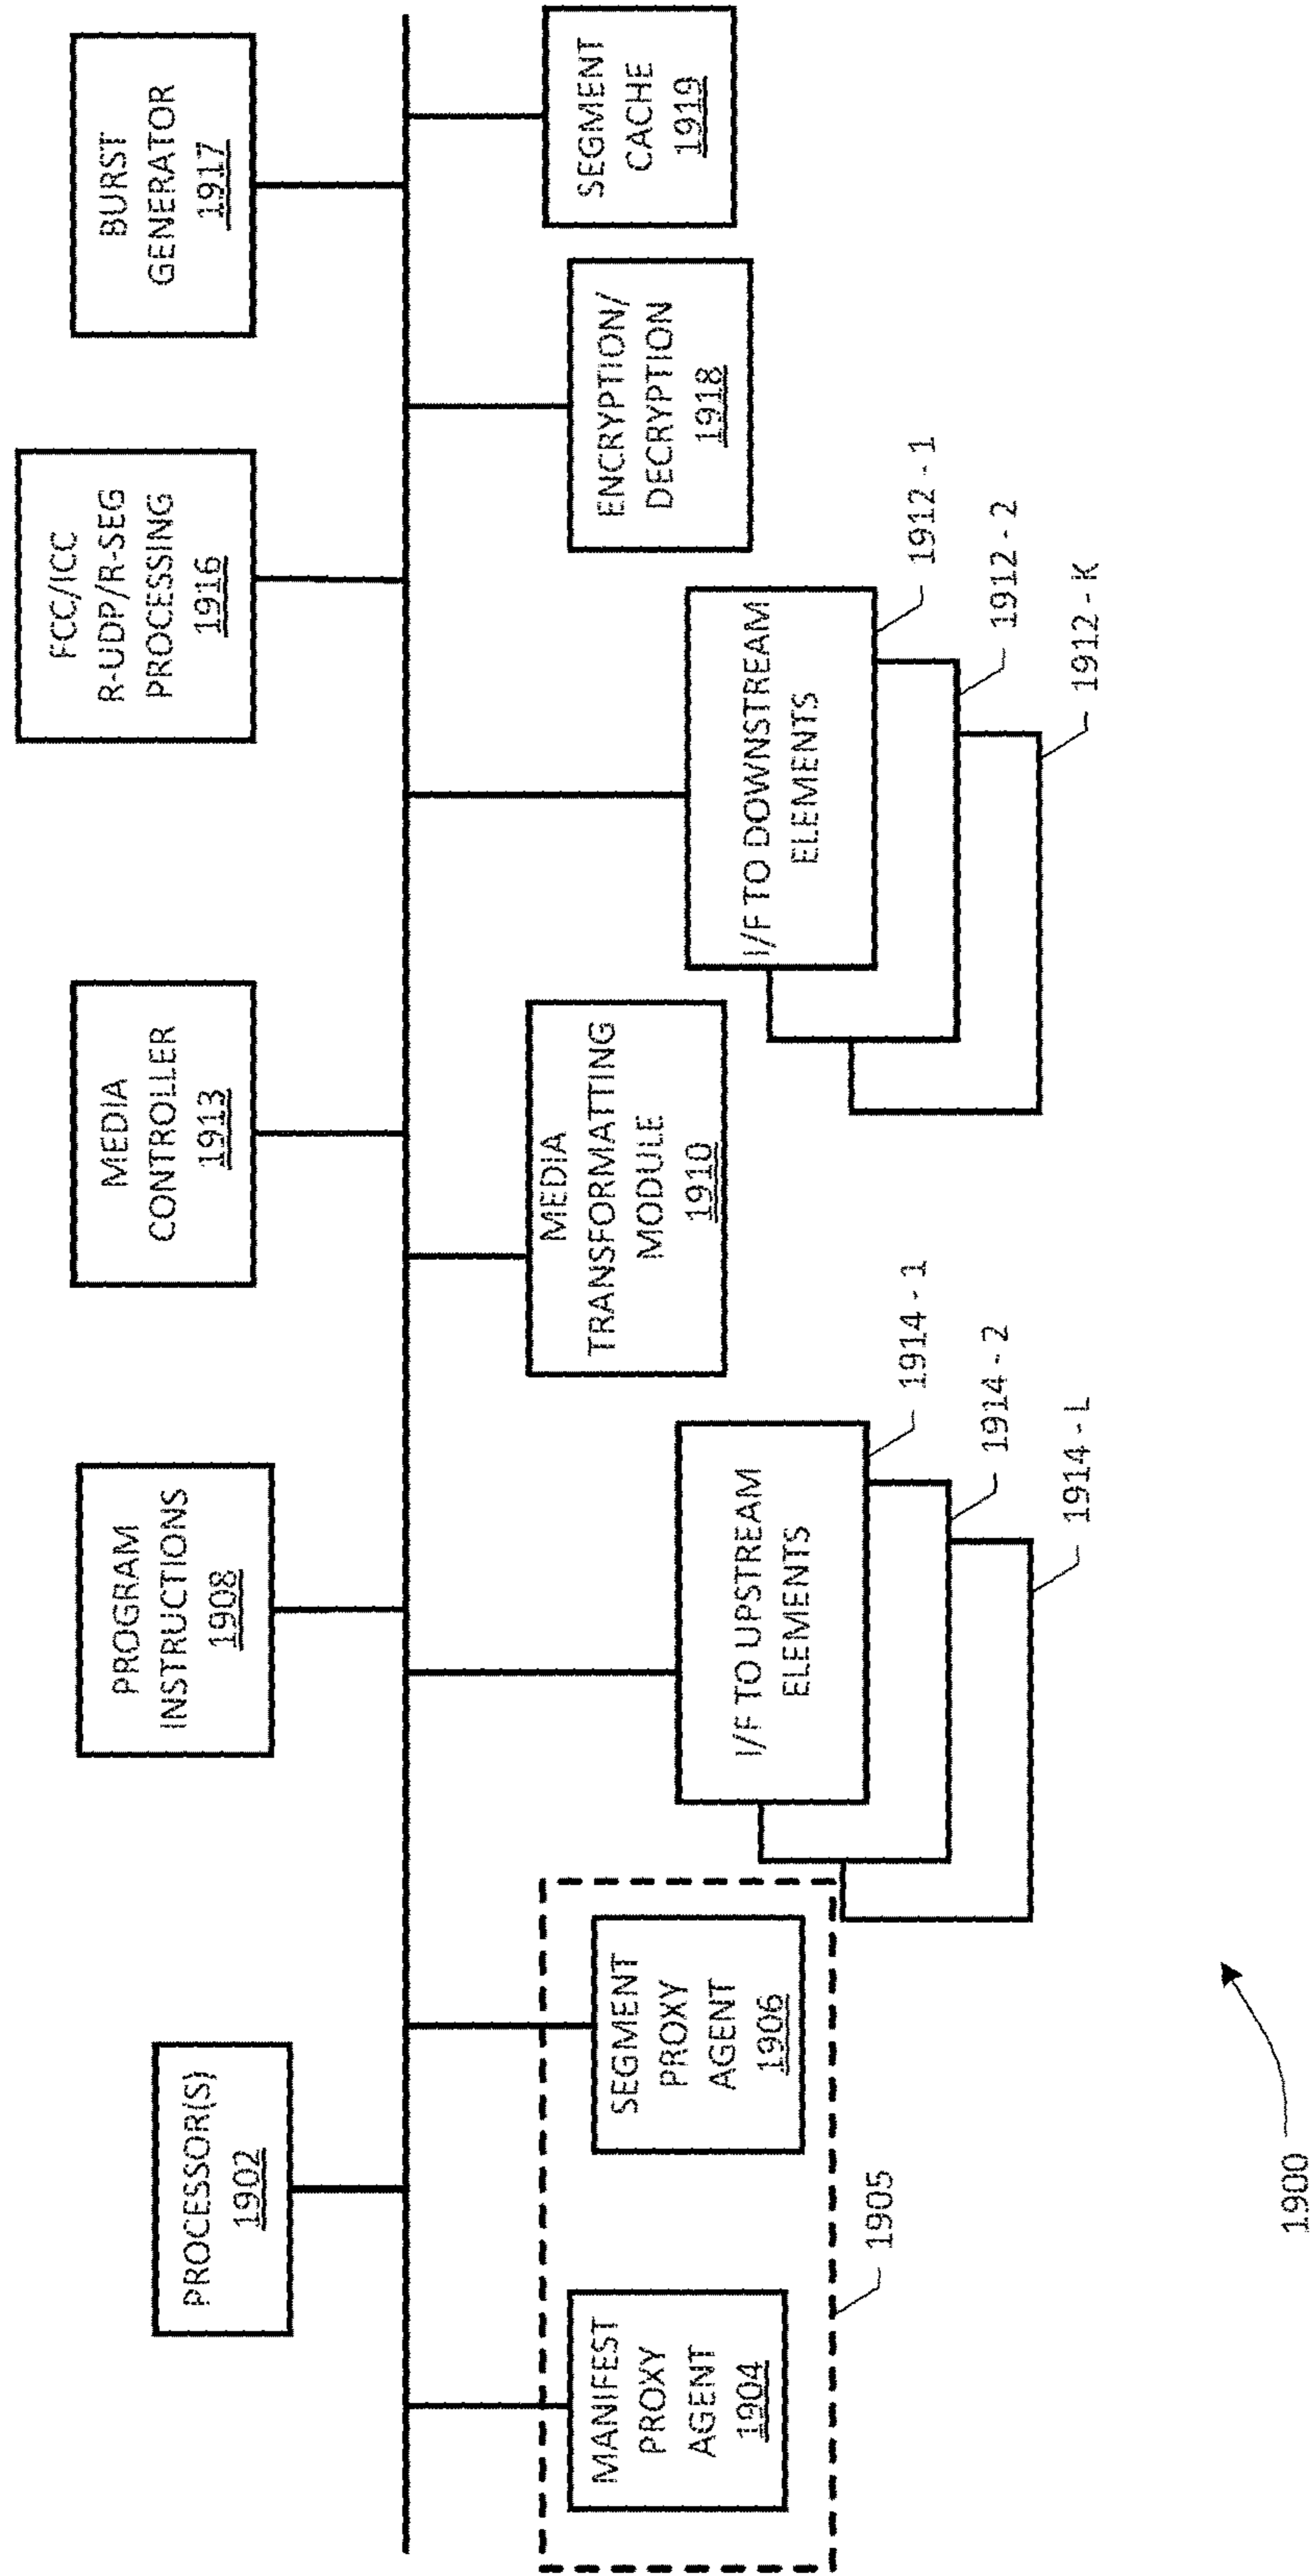 PROCESSOR(S)
1902
PROGRAM
INSTRUCTIONS
1908
MEDIA
CONTROLLER
1913
FCC/ICC
R-UDP/R-SEG
PROCESSING
1916
BURST
GENERATOR
1917
MANIFEST
PROXY
AGENT
1904
SEGMENT
PROXY
AGENT
1906
1905
I/F TO UPSTREAM
ELEMENTS
1914 - 1
1914 - 2
1914 - L
MEDIA
TRANSFORMATTING
MODULE
1910
I/F TO DOWNSTREAM
ELEMENTS
1912 - 1
1912 - 2
1912 - K
ENCRYPTION/
DECRYPTION
1918
SEGMENT
CACHE
1919
1900